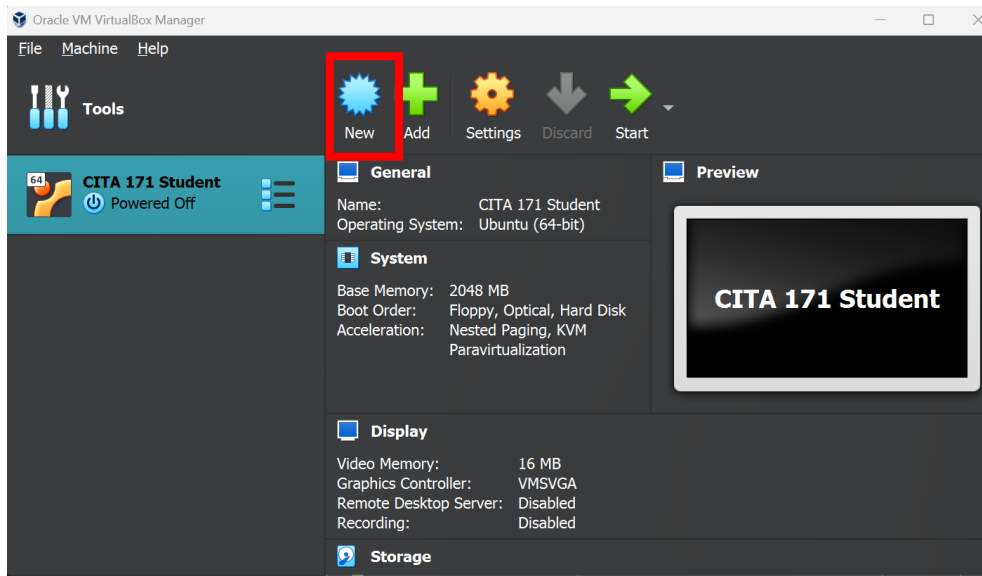 Oracle VM VirtualBox Manager
File Machine Help
Tools
New Add Settings Discard Start
64
CITA 171 Student
Powered Off
General
Name: CITA 171 Student
Operating System: Ubuntu (64-bit)
System
Base Memory: 2048 MB
Boot Order: Floppy, Optical, Hard Disk
Acceleration: Nested Paging, KVM
Paravirtualization
Preview
CITA 171 Student
Display
Video Memory: 16 MB
Graphics Controller: VMSVGA
Remote Desktop Server: Disabled
Recording: Disabled
Storage